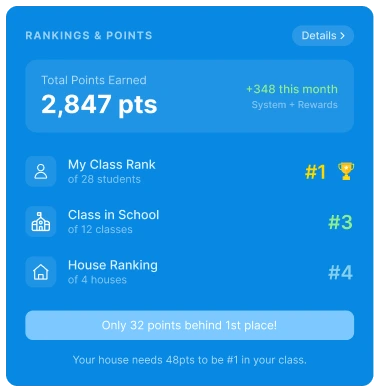 RANKINGS & POINTS
Details >
Total Points Earned
2,847 pts
+348 this month
System + Rewards
My Class Rank
of 28 students
#1
Class in School
of 12 classes
#3
House Ranking
of 4 houses
#4
Only 32 points behind 1st place!
Your house needs 48pts to be #1 in your class.